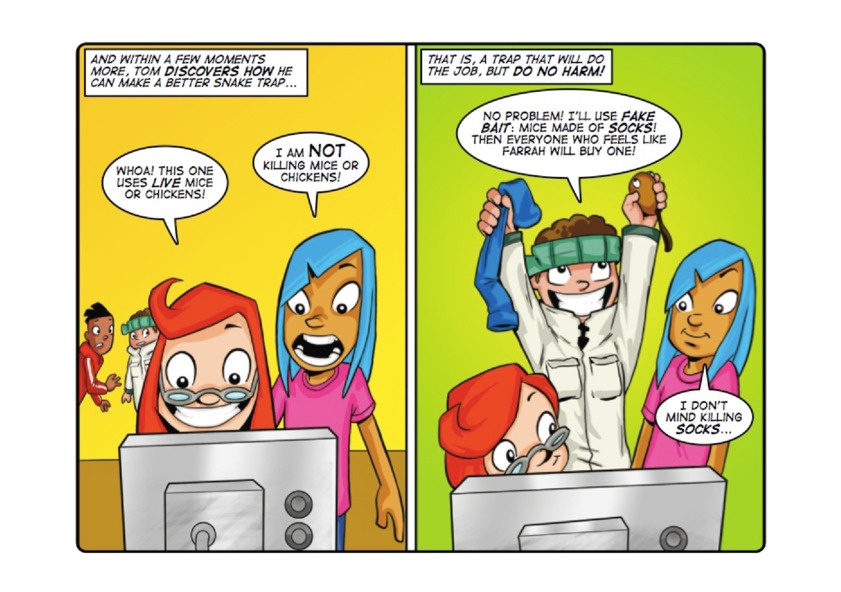 AND WITHIN A FEW MOMENTS
MORE, TOM DISCOVERS HOW HE
CAN MAKE A BETTER SNAKE TRAP...
WHOA! THIS ONE
USES LIVE MICE
OR CHICKENS!
I AM NOT
KILLING MICE OR
CHICKENS!
THAT IS, A TRAP THAT WILL DO
THE JOB, BUT DO NO HARM!
NO PROBLEM! I'LL USE FAKE
BAIT: MICE MADE OF SOCKS!
THEN EVERYONE WHO FEELS LIKE
FARRAH WILL BUY ONE!
I DON'T
MIND KILLING
SOCKS...